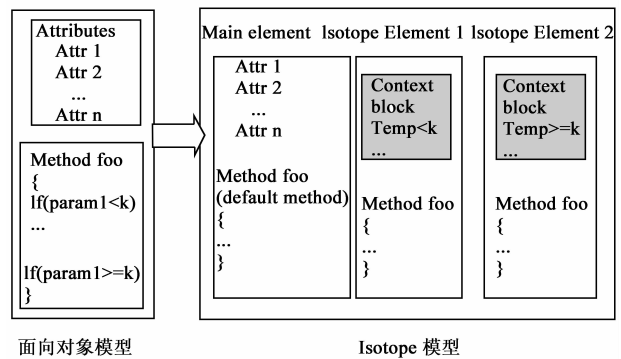 Attributes
Attr 1
Attr 2
...
Attr n
Method foo
{
lf(param1<k)
...
lf(param1>=k)
}
面向对象模型
Main element
Attr 1
Attr 2
...
Attr n
Method foo
(default method)
{
...
}
Isotope Element 1
Context
block
Temp<k
...
Method foo
{
...
}
Isotope Element 2
Context
block
Temp>=k
...
Method foo
{
...
}
Isotope 模型